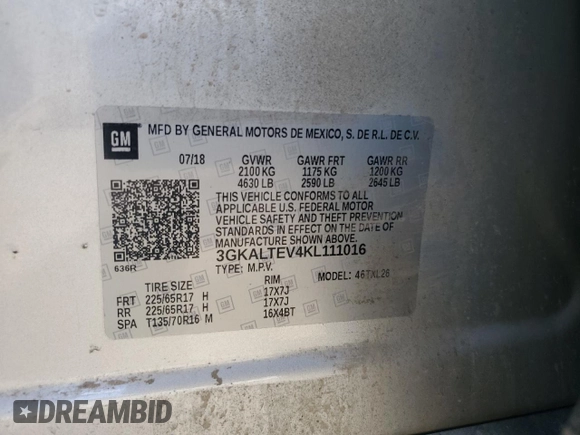 GM MFD BY GENERAL MOTORS DE MEXICO, S. DE R.L. DE C.V.
07/18 GVWR GAWR FRT GAWR RR
2100 KG 1175 KG 1200 KG
4630 LB 2590 LB 2645 LB
THIS VEHICLE CONFORMS TO ALL
APPLICABLE U.S. FEDERAL MOTOR
VEHICLE SAFETY AND THEFT PREVENTION
STANDARDS IN EFFECT ON THE DATE OF
MANUFACTURE SHOWN ABOVE.
3GKALTEV4KL111016
636R
TYPE: M.P.V. MODEL: 46TXL26
TIRE SIZE RIM
FRT 225/65R17 H 17X7J
RR 225/65R17 H 17X7J
SPA T135/70R16 M 16X4BT
DREAMBID